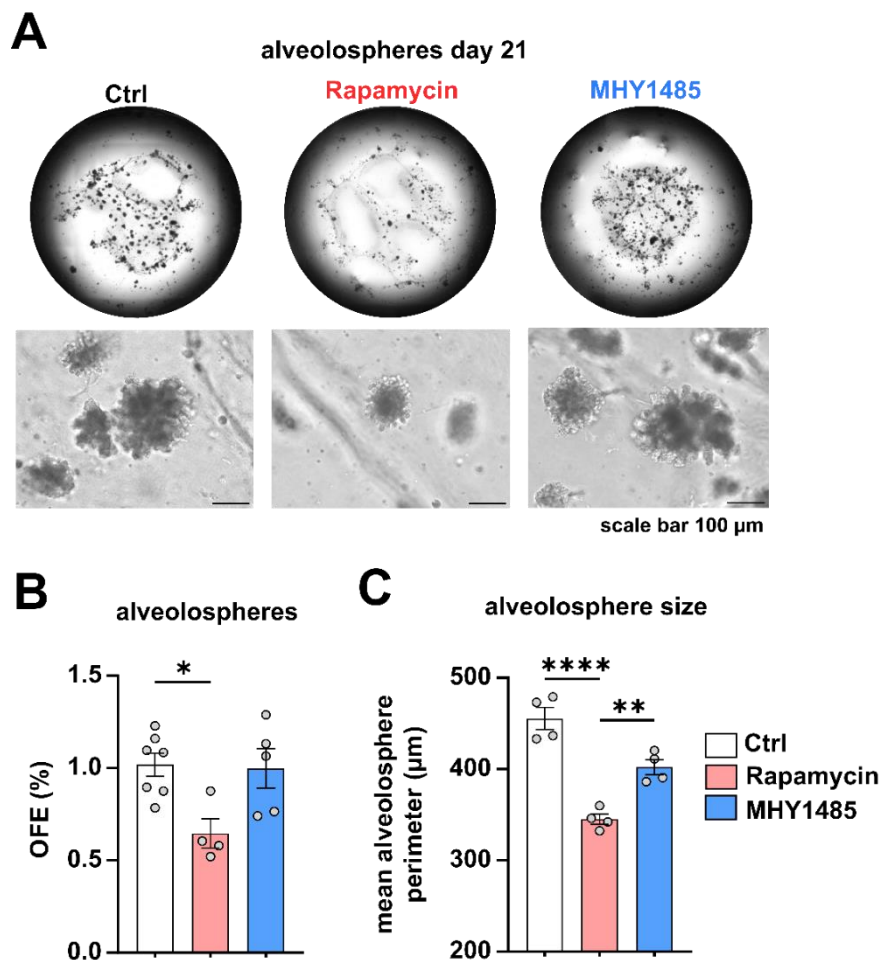 A
alveolospheres day 21
Ctrl
Rapamycin
MHY1485
scale bar 100 µm
B
alveolospheres
OFE (%)
1.5
1.0
0.5
0.0
*
C
alveolosphere size
mean alveolosphere
perimeter (µm)
500
400
300
200
****
**
Ctrl
Rapamycin
MHY1485